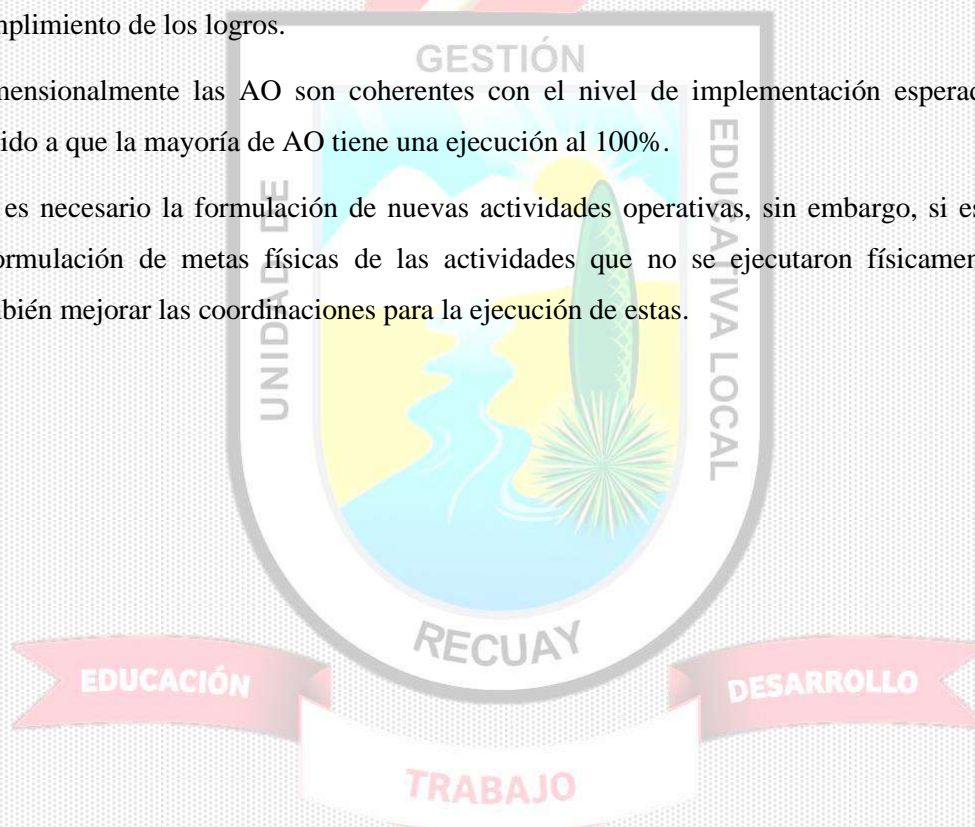 mplimiento de los logros.
GESTIÓN
mensionalmente las AO son coherentes con el nivel de implementación esperad
ido a que la mayoría de AO tiene una ejecución al 100%.
es necesario la formulación de nuevas actividades operativas, sin embargo, si es
ormulación de metas físicas de las actividades que no se ejecutaron físicamen
mbién mejorar las coordinaciones para la ejecución de estas.
UNIDAD DE
EDUCATIVA LOCAL
RECUAY
EDUCACIÓN
DESARROLLO
TRABAJO